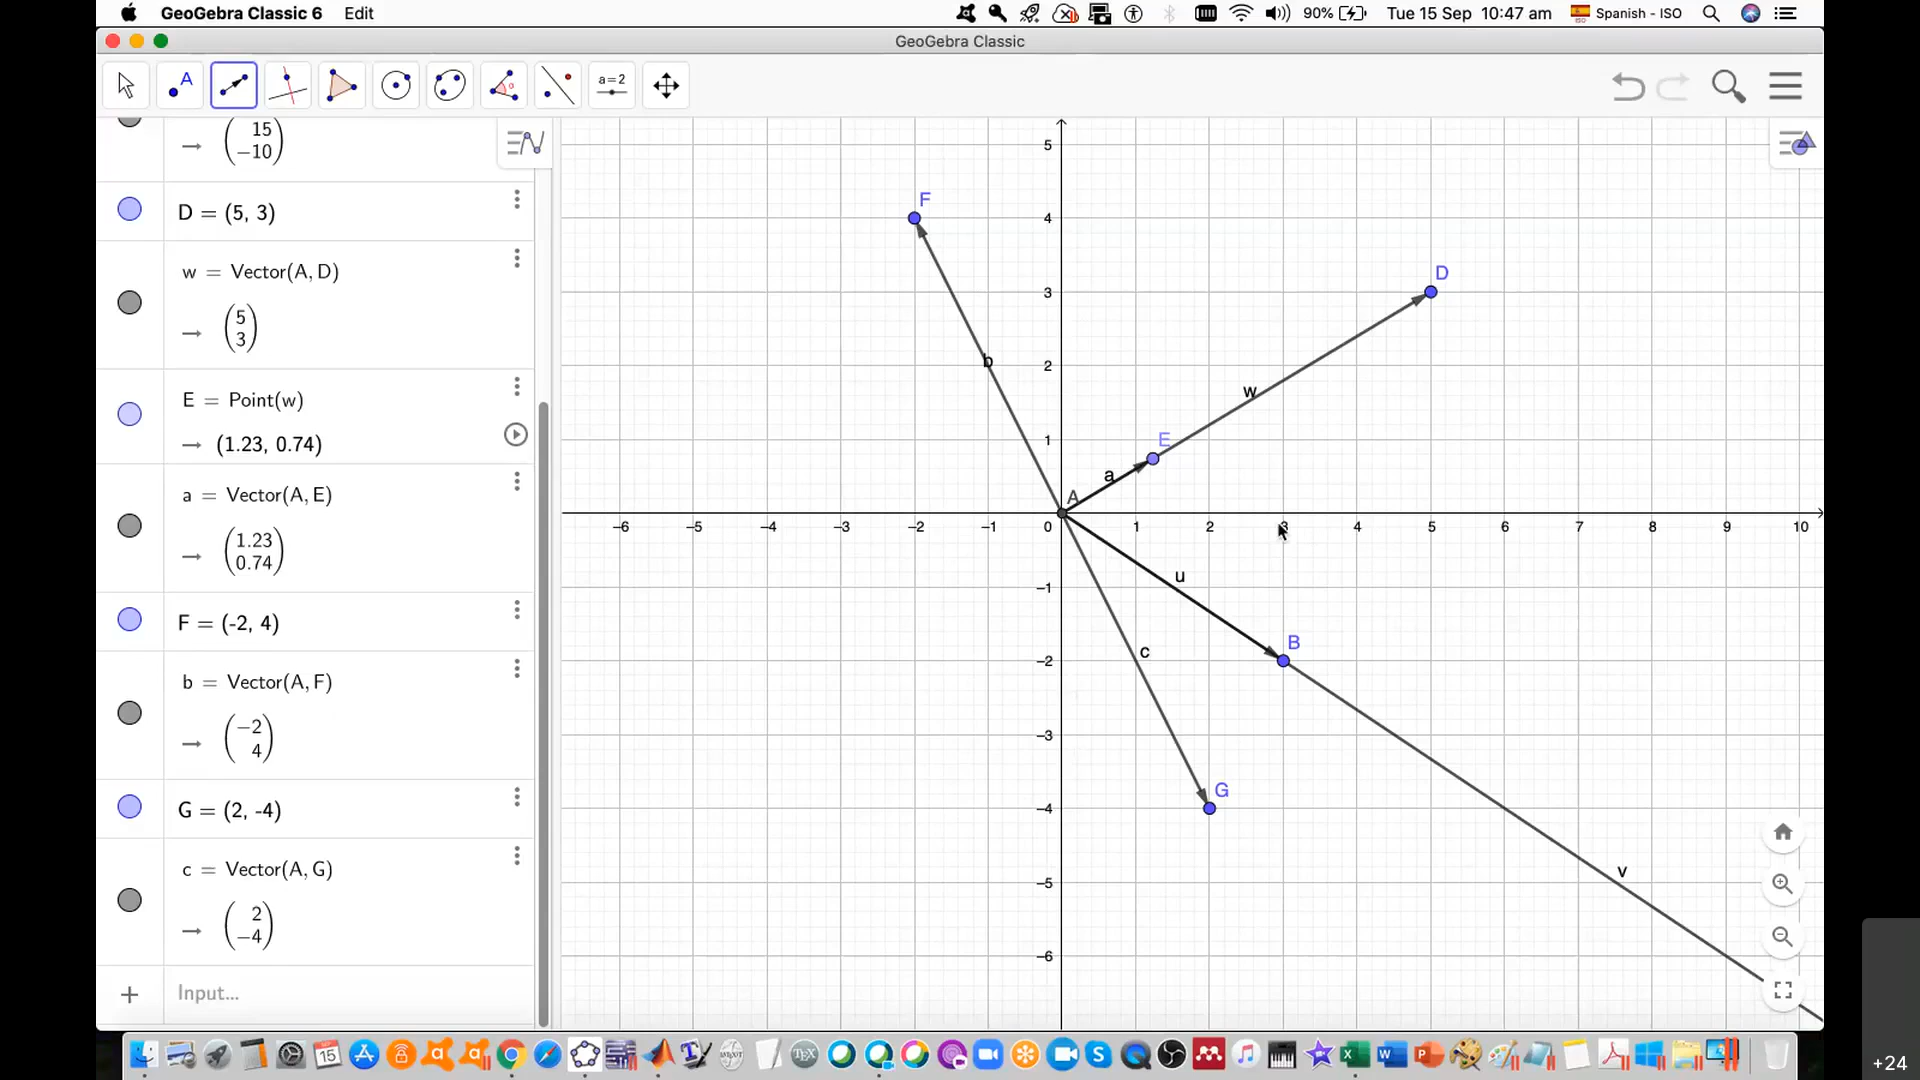 GeoGebra Classic 6 Edit 90% Tue 15 Sep 10:47 am Spanish - ISO
GeoGebra Classic
A
a=2
→ (15
−10)
D = (5, 3)
w = Vector(A, D)
→ (5
3)
E = Point(w)
→ (1.23, 0.74)
a = Vector(A, E)
→ (1.23
0.74)
F = (-2, 4)
b = Vector(A, F)
→ (−2
4)
G = (2, -4)
c = Vector(A, G)
→ (2
−4)
+ Input...
5
F
4
D
3
b
2
w
1
E
a
A
−6 −5 −4 −3 −2 −1 0 1 2 3 4 5 6 7 8 9 10
u
−1
B
c
−2
−3
G
−4
v
−5
−6
15
+24